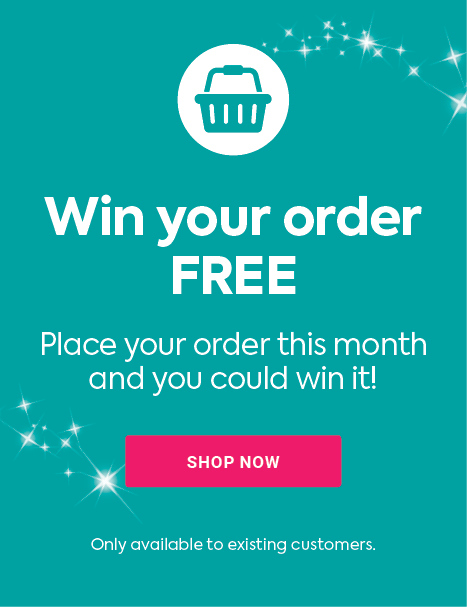 Win your order
FREE
Place your order this month
and you could win it!
SHOP NOW
Only available to existing customers.